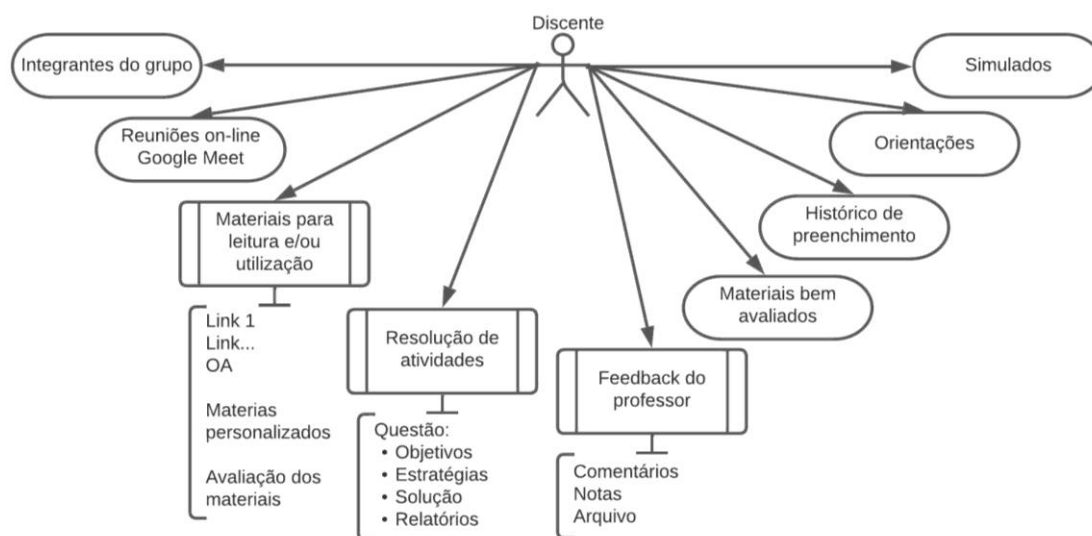 Discente
Integrantes do grupo
Simulados
Reuniões on-line
Google Meet
Orientações
Materiais para
leitura e/ou
utilização
Histórico de
preenchimento
Materiais bem
avaliados
Link 1
Link...
OA
Materias
personalizados
Avaliação dos
materiais
Resolução de
atividades
Questão:
• Objetivos
• Estratégias
• Solução
• Relatórios
Feedback do
professor
Comentários
Notas
Arquivo